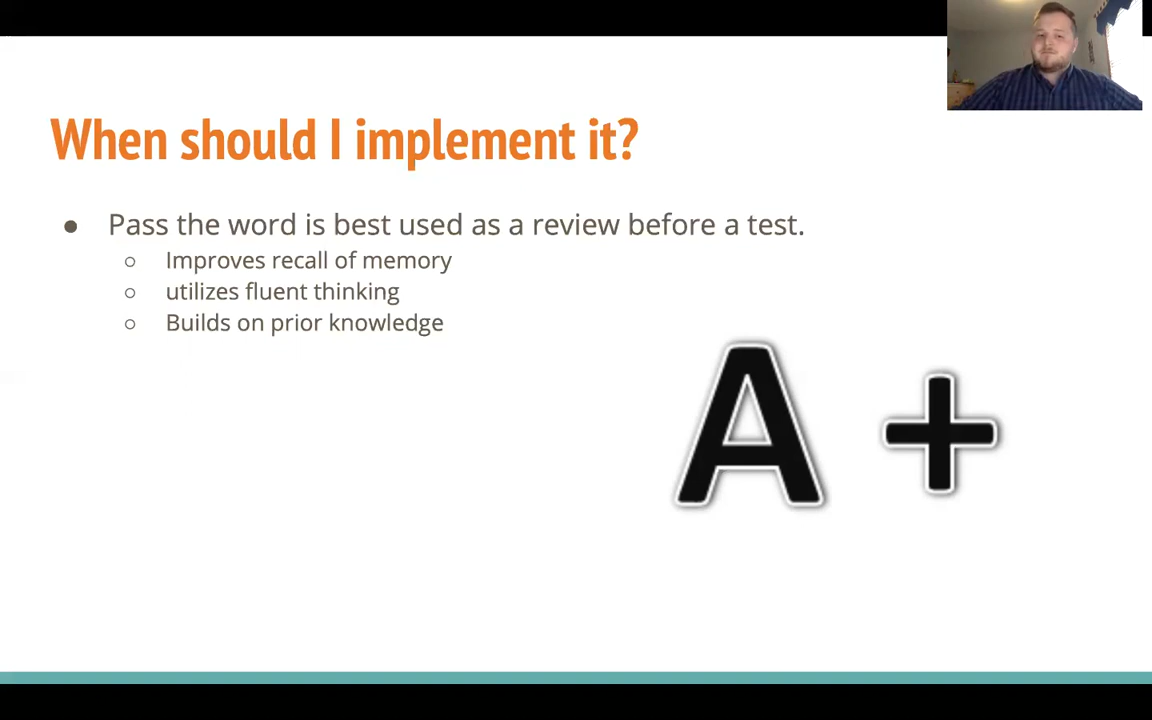 When should I implement it?
● Pass the word is best used as a review before a test.
○ Improves recall of memory
○ utilizes fluent thinking
○ Builds on prior knowledge
A +